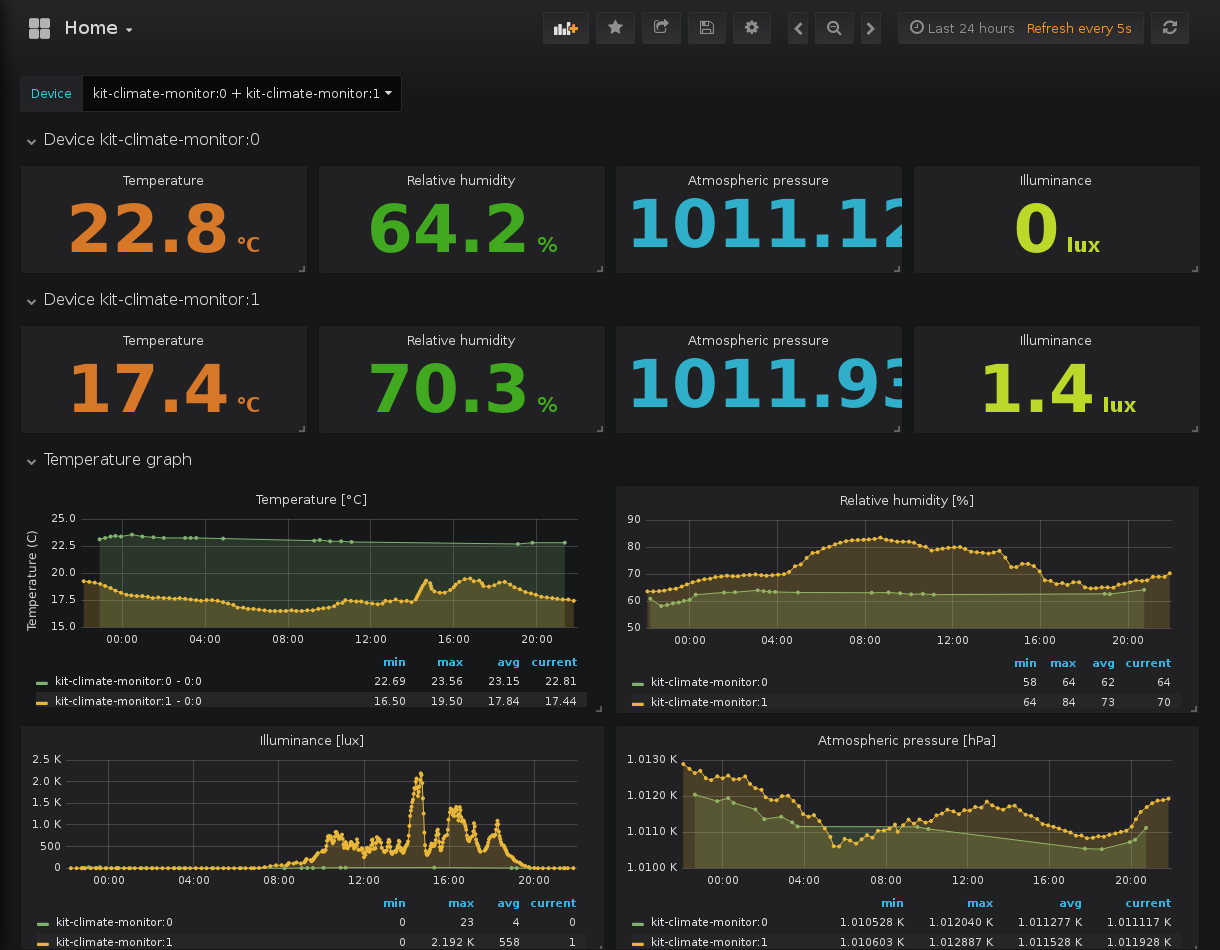 Home
Last 24 hours Refresh every 5s
Device kit-climate-monitor:0 + kit-climate-monitor:1
Device kit-climate-monitor:0
Temperature Relative humidity Atmospheric pressure Illuminance
22.8 °C 64.2 % 1011.12 0 lux
Device kit-climate-monitor:1
Temperature Relative humidity Atmospheric pressure Illuminance
17.4 °C 70.3 % 1011.93 1.4 lux
Temperature graph
Temperature [°C]
Temperature (C)
25.0
22.5
20.0
17.5
15.0
00:00 04:00 08:00 12:00 16:00 20:00
min max avg current
kit-climate-monitor:0 - 0:0 22.69 23.56 23.15 22.81
kit-climate-monitor:1 - 0:0 16.50 19.50 17.84 17.44
Relative humidity [%]
90
80
70
60
50
00:00 04:00 08:00 12:00 16:00 20:00
min max avg current
kit-climate-monitor:0 58 64 62 64
kit-climate-monitor:1 64 84 73 70
Illuminance [lux]
2.5 K
2.0 K
1.5 K
1.0 K
500
0
00:00 04:00 08:00 12:00 16:00 20:00
min max avg current
kit-climate-monitor:0 0 23 4 0
kit-climate-monitor:1 0 2.192 K 558 1
Atmospheric pressure [hPa]
1.0130 K
1.0120 K
1.0110 K
1.0100 K
00:00 04:00 08:00 12:00 16:00 20:00
min max avg current
kit-climate-monitor:0 1.010528 K 1.012040 K 1.011277 K 1.011117 K
kit-climate-monitor:1 1.010603 K 1.012887 K 1.011528 K 1.011928 K